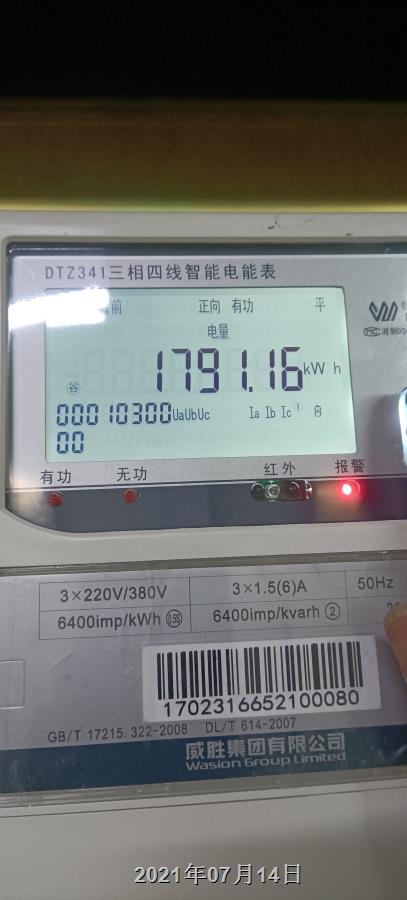 DTZ341三相四线智能电能表
前 正向 有功 平
电量
1791.16 kW h
谷
00010300 UaUbUc Ia Ib Ic ①
00
有功 无功 红外 报警
3×220V/380V 3×1.5(6)A 50Hz
6400imp/kWh 0.5S 6400imp/kvarh ②
1702316652100080
GB/T 17215.322-2008 DL/T 614-2007
威胜集团有限公司
Wasion Group Limited
2021年07月14日